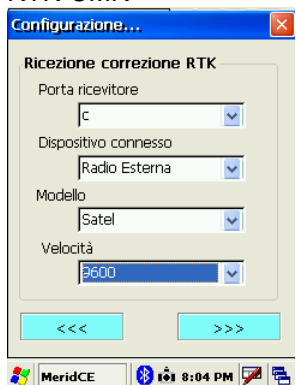 Configurazione...
Ricezione correzione RTK
Porta ricevitore
c
Dispositivo connesso
Radio Esterna
Modello
Satel
Velocità
9600
<<<
>>>
MeridCE
8:04 PM